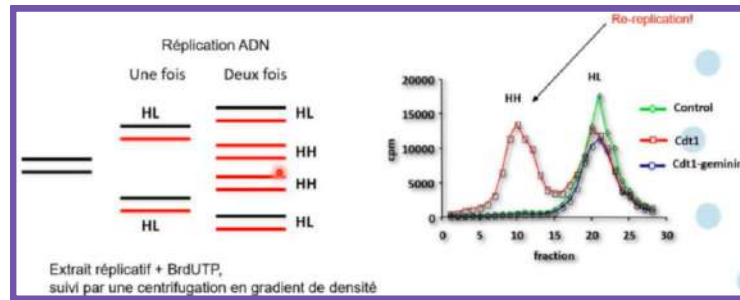 Réplication ADN
Une fois
Deux fois
HL
HL
HL
HH
HH
HL
Extrait réplicatif + BrdUTP,
suivi par une centrifugation en gradient de densité
Re-replication!
HH
HL
20000
15000
10000
5000
0
cpm
0 5 10 15 20 25 30
fraction
Control
Cdt1
Cdt1-geminin